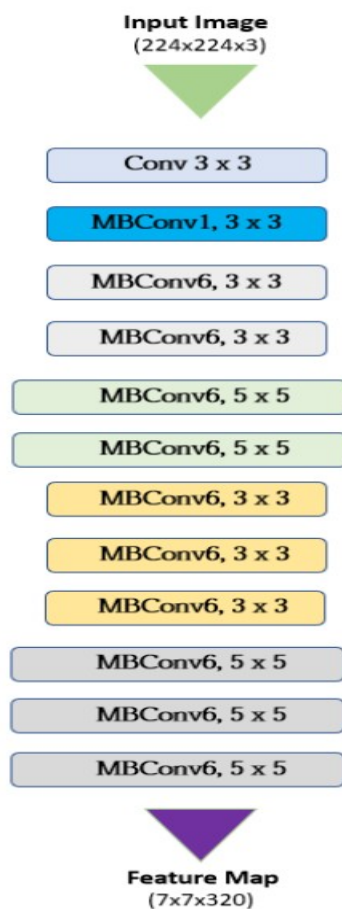 Input Image
(224x224x3)
Conv 3 x 3
MBConv1, 3 x 3
MBConv6, 3 x 3
MBConv6, 3 x 3
MBConv6, 5 x 5
MBConv6, 5 x 5
MBConv6, 3 x 3
MBConv6, 3 x 3
MBConv6, 3 x 3
MBConv6, 5 x 5
MBConv6, 5 x 5
MBConv6, 5 x 5
Feature Map
(7x7x320)